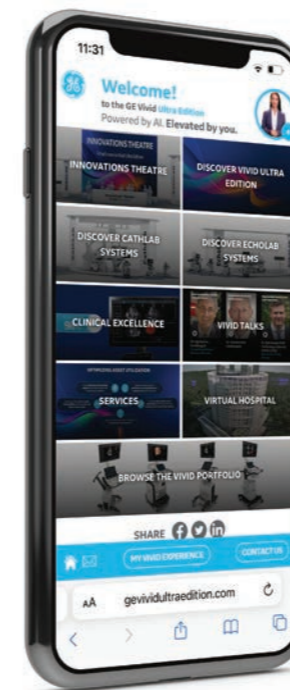 11:31
Welcome!
to the GE Vivid Ultra Edition
Powered by AI. Elevated by you.
INNOVATIONS THEATRE
INNOVATIONS THEATRE
DISCOVER VIVID ULTRA
EDITION
DISCOVER CATHLAB
SYSTEMS
DISCOVER ECHOLAB
SYSTEMS
CLINICAL EXCELLENCE
VIVID TALKS
SERVICES
VIRTUAL HOSPITAL
BROWSE THE VIVID PORTFOLIO
SHARE
MY VIVID EXPERIENCE
CONTACT US
AA
gevividultraedition.com